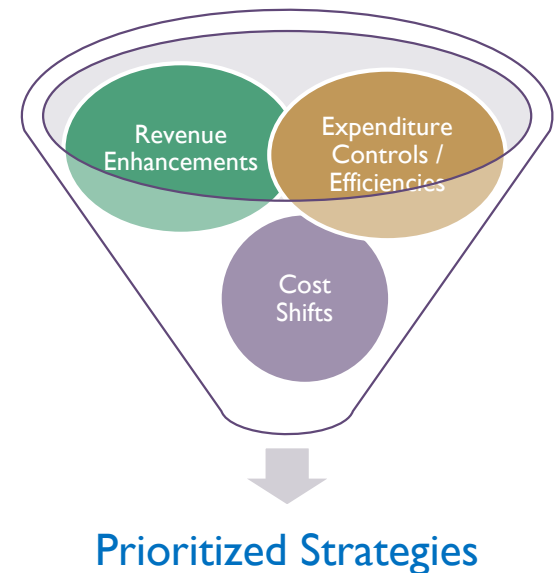 Revenue
Enhancements
Expenditure
Controls /
Efficiencies
Cost
Shifts
Prioritized Strategies